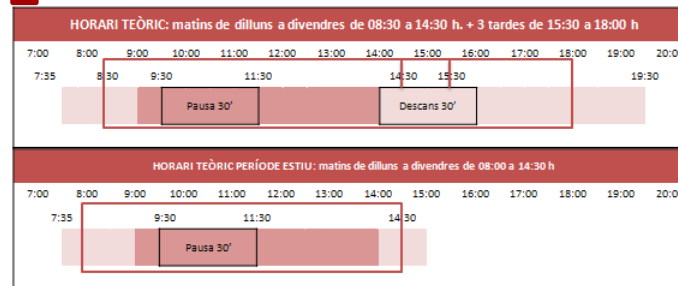 HORARI TEÒRIC: matins de dilluns a divendres de 08:30 a 14:30 h. + 3 tardes de 15:30 a 18:00 h
7:00 8:00 9:00 10:00 11:00 12:00 13:00 14:00 15:00 16:00 17:00 18:00 19:00 20:0
7:35 8:30 9:30 11:30 14:30 15:30 19:30
Pausa 30' Descans 30'
HORARI TEÒRIC PERÍODE ESTIU: matins de dilluns a divendres de 08:00 a 14:30 h
7:00 8:00 9:00 10:00 11:00 12:00 13:00 14:00 15:00 16:00 17:00 18:00 19:00 20:0
7:35 9:30 11:30 14:30
Pausa 30'